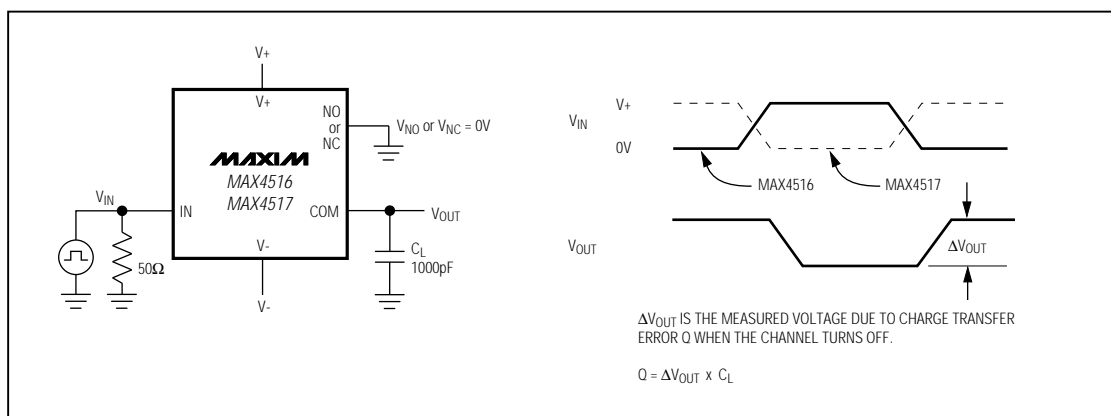 V+
V+
NO
or
NC
V_NO or V_NC = 0V
MAXIM
MAX4516
MAX4517
V_IN
IN
COM
V_OUT
50Ω
V-
V-
C_L
1000pF
V+
V_IN
0V
MAX4516
MAX4517
V_OUT
ΔV_OUT
ΔV_OUT IS THE MEASURED VOLTAGE DUE TO CHARGE TRANSFER
ERROR Q WHEN THE CHANNEL TURNS OFF.
Q = ΔV_OUT x C_L